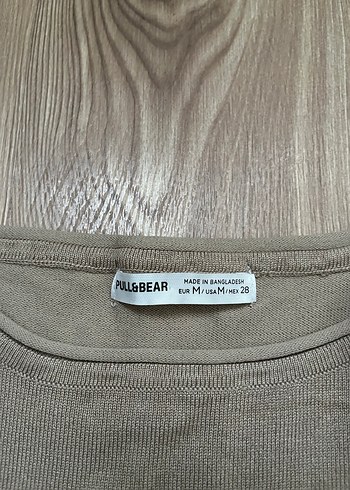 PULL&BEAR
MADE IN BANGLADESH
EUR M / USA M / MEX 28